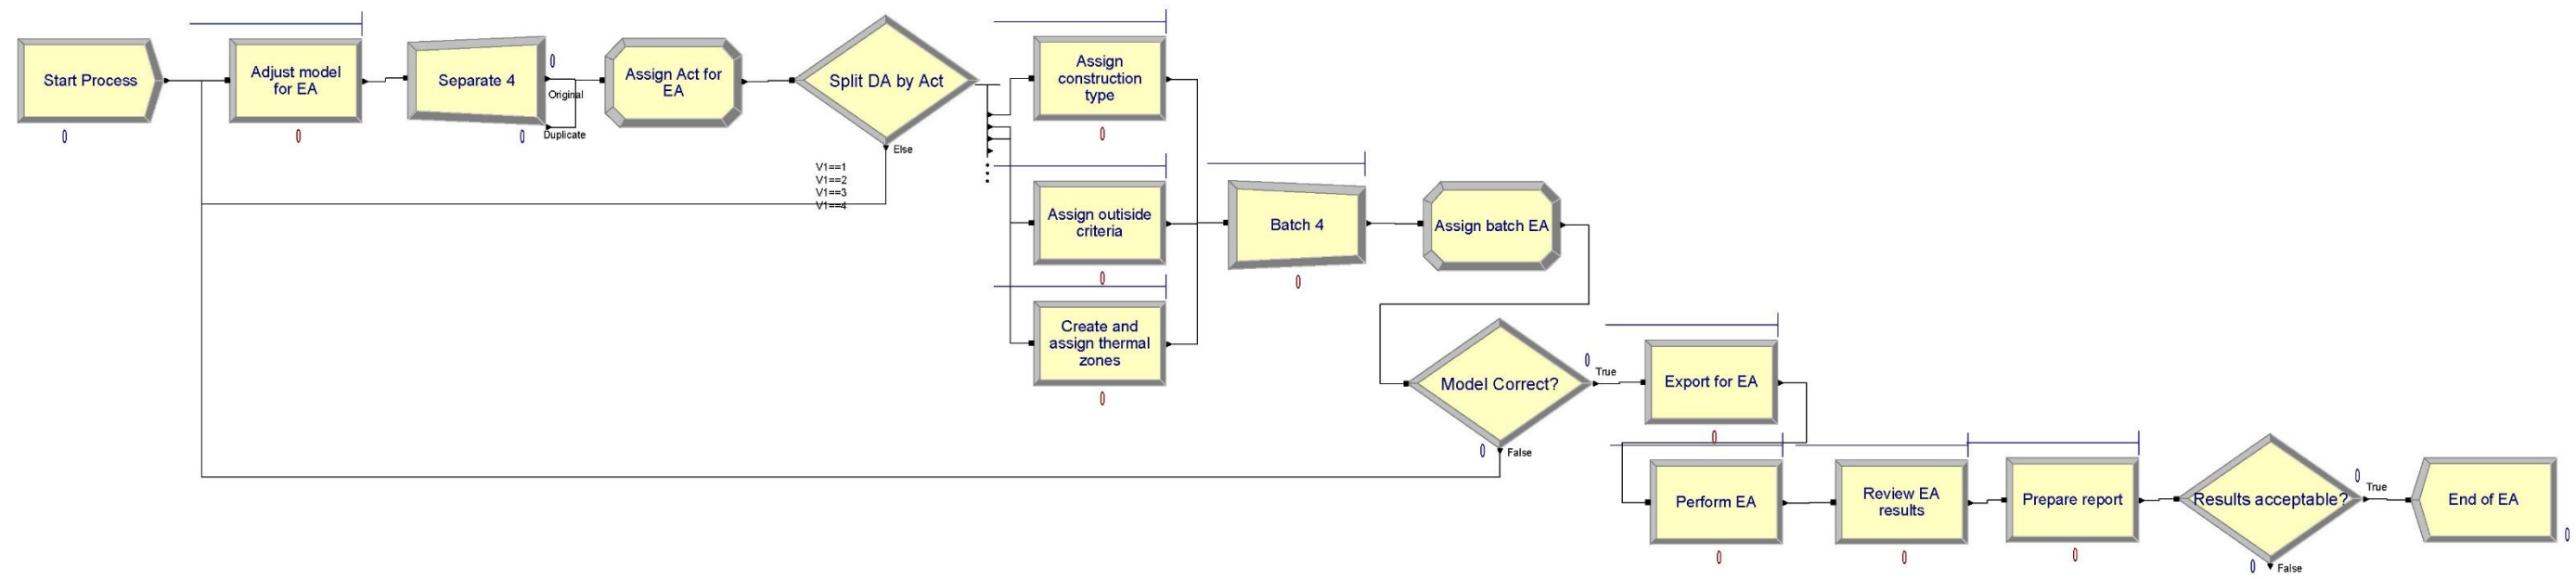 Start Process
0
Adjust model
for EA
0
Separate 4
0
Original
0
Duplicate
Assign Act for
EA
Split DA by Act
Else
V1==1
V1==2
V1==3
V1==4
Assign
construction
type
0
Assign outiside
criteria
0
Create and
assign thermal
zones
0
Batch 4
0
Assign batch EA
Model Correct?
0
True
0
False
Export for EA
0
Perform EA
0
Review EA
results
0
Prepare report
0
Results acceptable?
0
True
0
False
End of EA
0